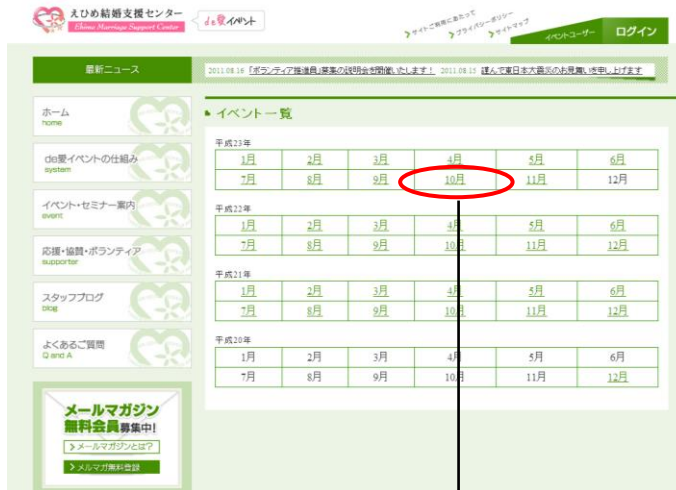 えひめ結婚支援センター
Ehime Marriage Support Center
de愛イベント
サイトご利用にあたって
プライバシーポリシー
サイトマップ
イベントユーザー
ログイン
最新ニュース
2011.08.16 「ボランティア推進員」募集の説明会を開催いたします！ 2011.08.15 謹んで東日本大震災のお見舞いを申し上げます
ホーム
home
de愛イベントの仕組み
system
イベント・セミナー案内
event
応援・協賛・ボランティア
supporter
スタッフブログ
blog
よくあるご質問
Q and A
メールマガジン
無料会員募集中!
メールマガジンとは?
メルマガ無料登録
イベント一覧
平成23年
1月 2月 3月 4月 5月 6月
7月 8月 9月 10月 11月 12月
平成22年
1月 2月 3月 4月 5月 6月
7月 8月 9月 10月 11月 12月
平成21年
1月 2月 3月 4月 5月 6月
7月 8月 9月 10月 11月 12月
平成20年
1月 2月 3月 4月 5月 6月
7月 8月 9月 10月 11月 12月